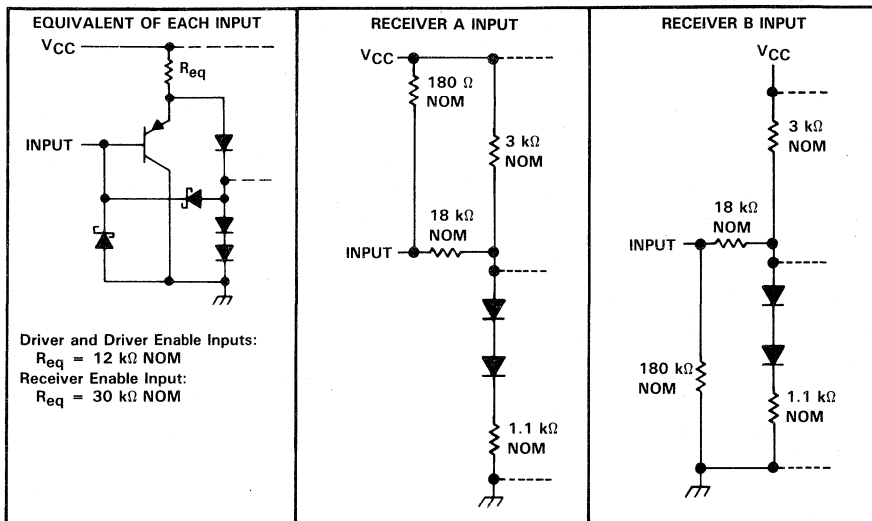 EQUIVALENT OF EACH INPUT
VCC
Req
INPUT
Driver and Driver Enable Inputs:
Req = 12 kΩ NOM
Receiver Enable Input:
Req = 30 kΩ NOM
RECEIVER A INPUT
VCC
180 Ω
NOM
3 kΩ
NOM
18 kΩ
NOM
INPUT
1.1 kΩ
NOM
RECEIVER B INPUT
VCC
3 kΩ
NOM
18 kΩ
NOM
INPUT
180 kΩ
NOM
1.1 kΩ
NOM